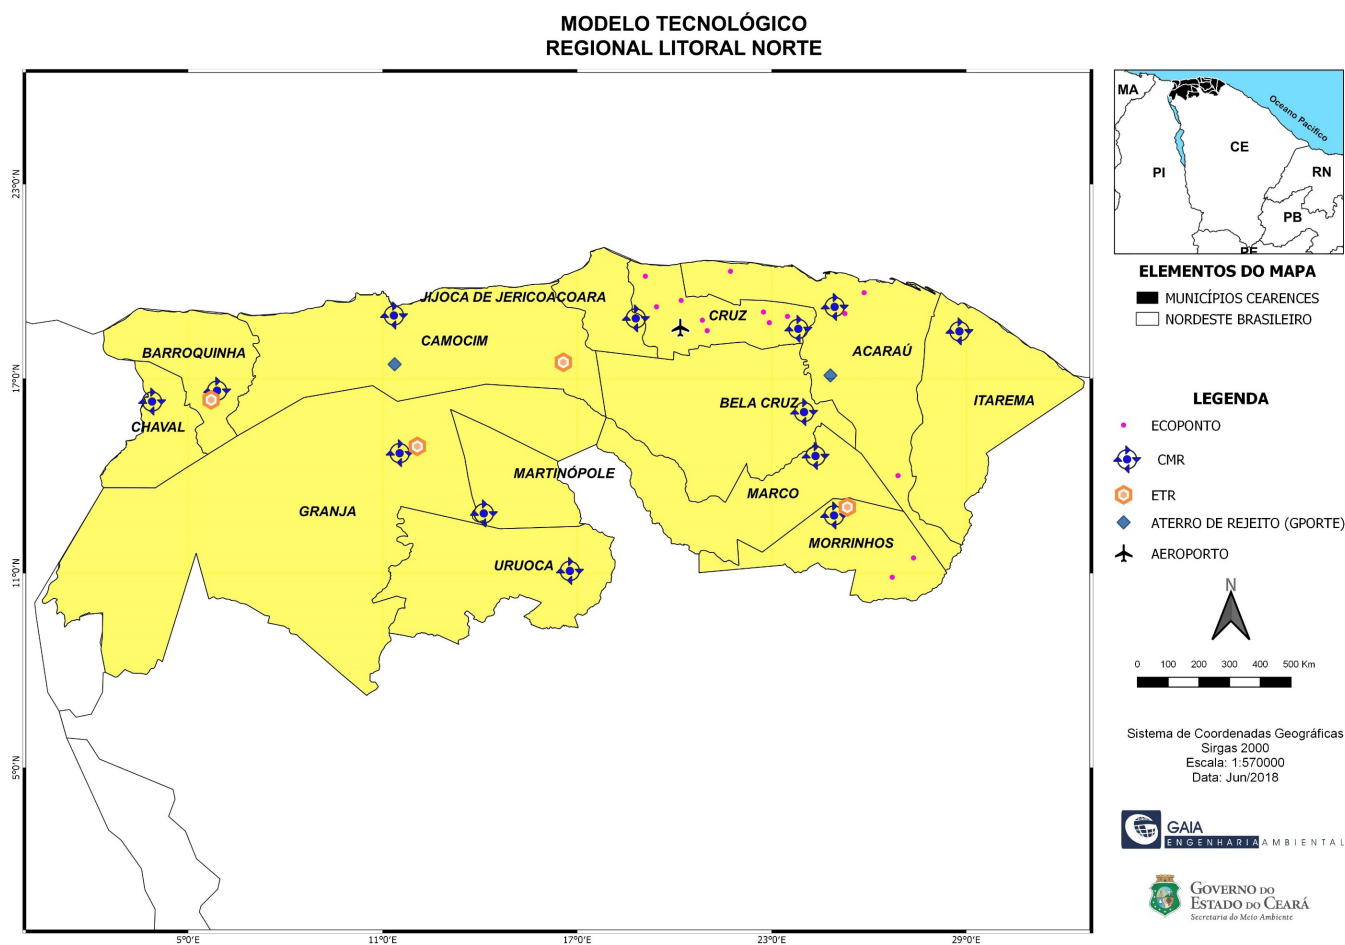 MODELO TECNOLÓGICO
REGIONAL LITORAL NORTE
23°0'N
17°0'N
11°0'N
5°0'N
5°0'E
11°0'E
17°0'E
23°0'E
29°0'E
JIJOCA DE JERICOACOARA
CRUZ
CAMOCIM
BARROQUINHA
ACARAÚ
ITAREMA
BELA CRUZ
CHAVAL
MARTINÓPOLE
MARCO
GRANJA
MORRINHOS
URUOCA
MA
Oceano Pacífico
CE
PI
RN
PB
PE
ELEMENTOS DO MAPA
MUNICÍPIOS CEARENCES
NORDESTE BRASILEIRO
LEGENDA
ECOPONTO
CMR
ETR
ATERRO DE REJEITO (GPORTE)
AEROPORTO
N
0 100 200 300 400 500 Km
Sistema de Coordenadas Geográficas
Sirgas 2000
Escala: 1:570000
Data: Jun/2018
GAIA
ENGENHARIA AMBIENTAL
GOVERNO DO
ESTADO DO CEARÁ
Secretaria do Meio Ambiente